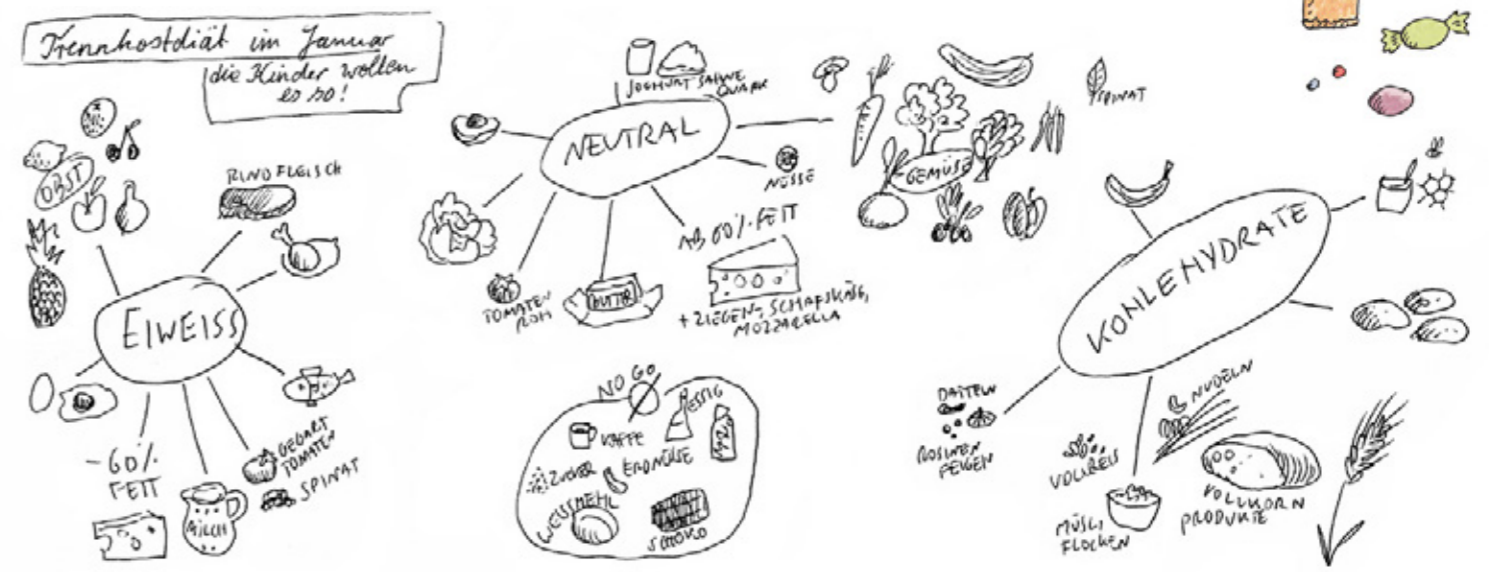 Trennkostdiät im Januar
die Kinder wollen
es so!
OBST
RINDFLEISCH
EIWEISS
- 60% FETT
MILCH
GEGART
TOMATEN
SPINAT
JOGHURT SAHNE
QUARK
NEUTRAL
NÜSSE
AB 60% FETT
+ ZIEGEN-, SCHAFSKÄSE,
MOZZARELLA
BUTTER
TOMATEN
ROH
GEMÜSE
SPINAT
NO GO
ESSIG
KAFFE
ZUCKER
ERDNÜSSE
WEISSMEHL
SCHOKO
KOHLEHYDRATE
DATTELN
ROSINEN
FEIGEN
NUDELN
VOLLREIS
MÜSLI,
FLOCKEN
VOLLKORN
PRODUKTE